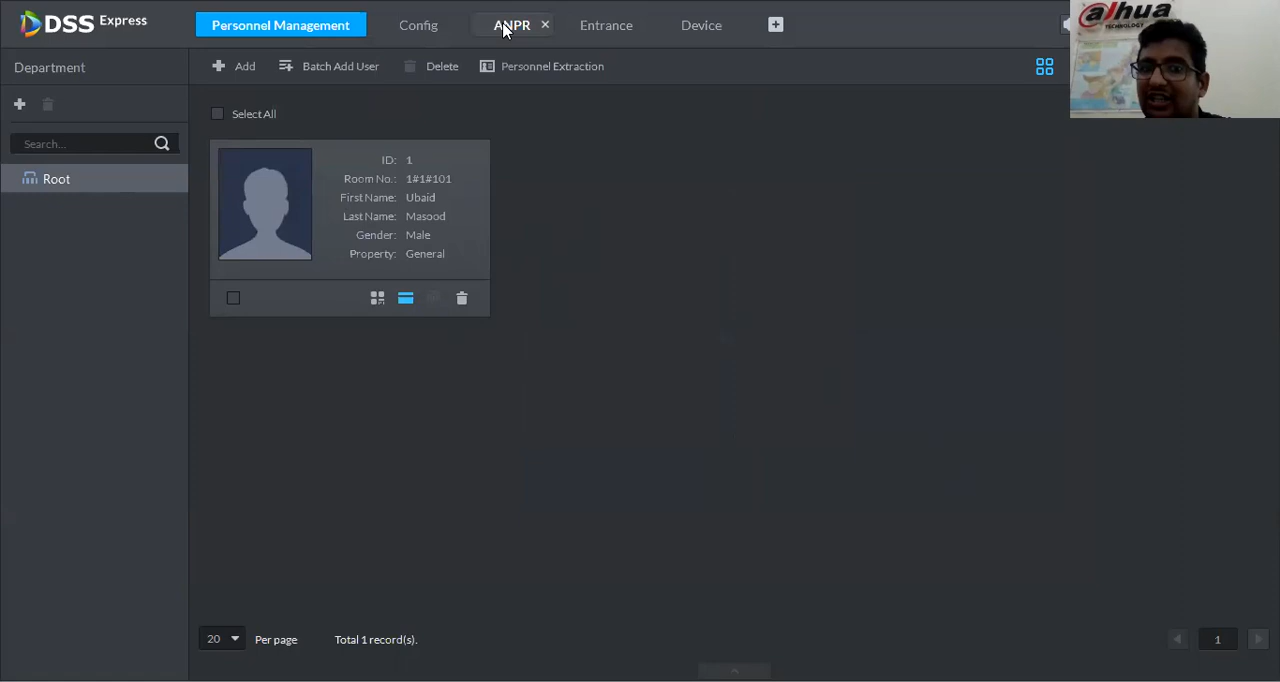 DSS Express
Personnel Management
Config
ANPR
Entrance
Device
alhua
TECHNOLOGY
Department
Add
Batch Add User
Delete
Personnel Extraction
Search...
Select All
Root
ID: 1
Room No.: 1#1#101
First Name: Ubaid
Last Name: Masood
Gender: Male
Property: General
20
Per page
Total 1 record(s).
1